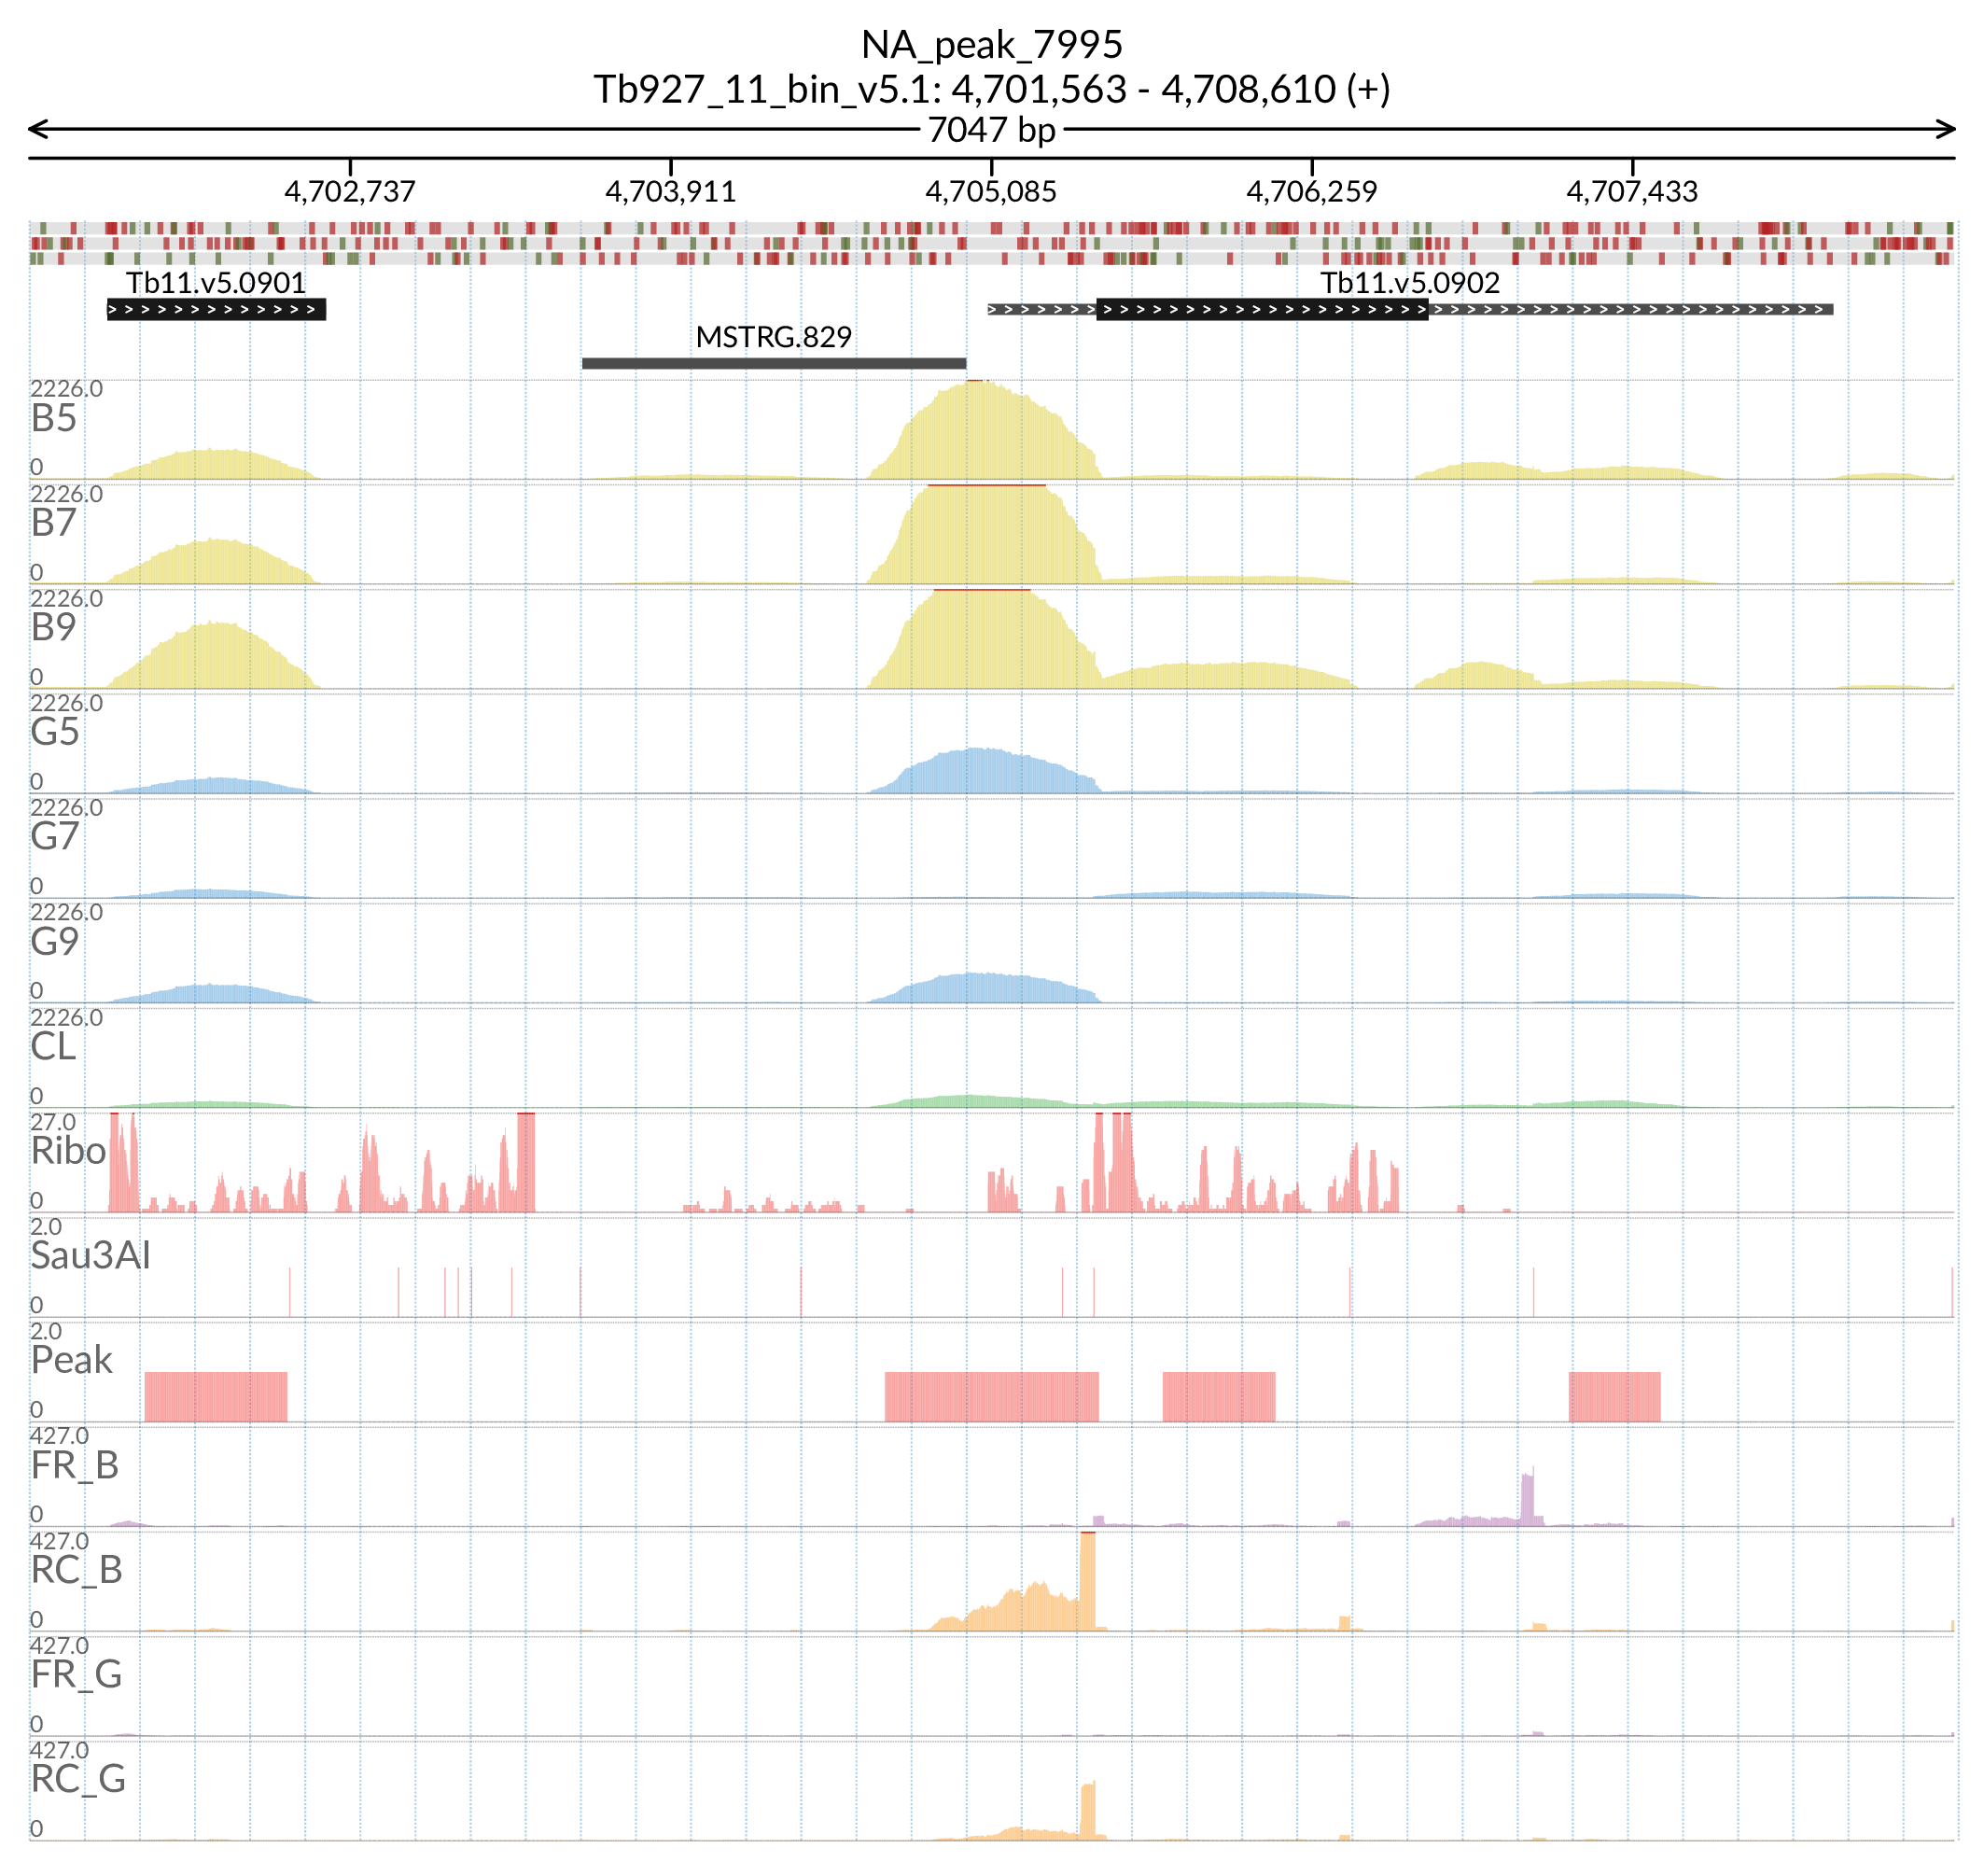 NA_peak_7995
Tb927_11_bin_v5.1: 4,701,563 - 4,708,610 (+)
7047 bp
4,702,737 4,703,911 4,705,085 4,706,259 4,707,433
Tb11.v5.0901 Tb11.v5.0902
MSTRG.829
2226.0
B5
0
2226.0
B7
0
2226.0
B9
0
2226.0
G5
0
2226.0
G7
0
2226.0
G9
0
2226.0
CL
0
27.0
Ribo
0
2.0
Sau3AI
0
2.0
Peak
0
427.0
FR_B
0
427.0
RC_B
0
427.0
FR_G
0
427.0
RC_G
0